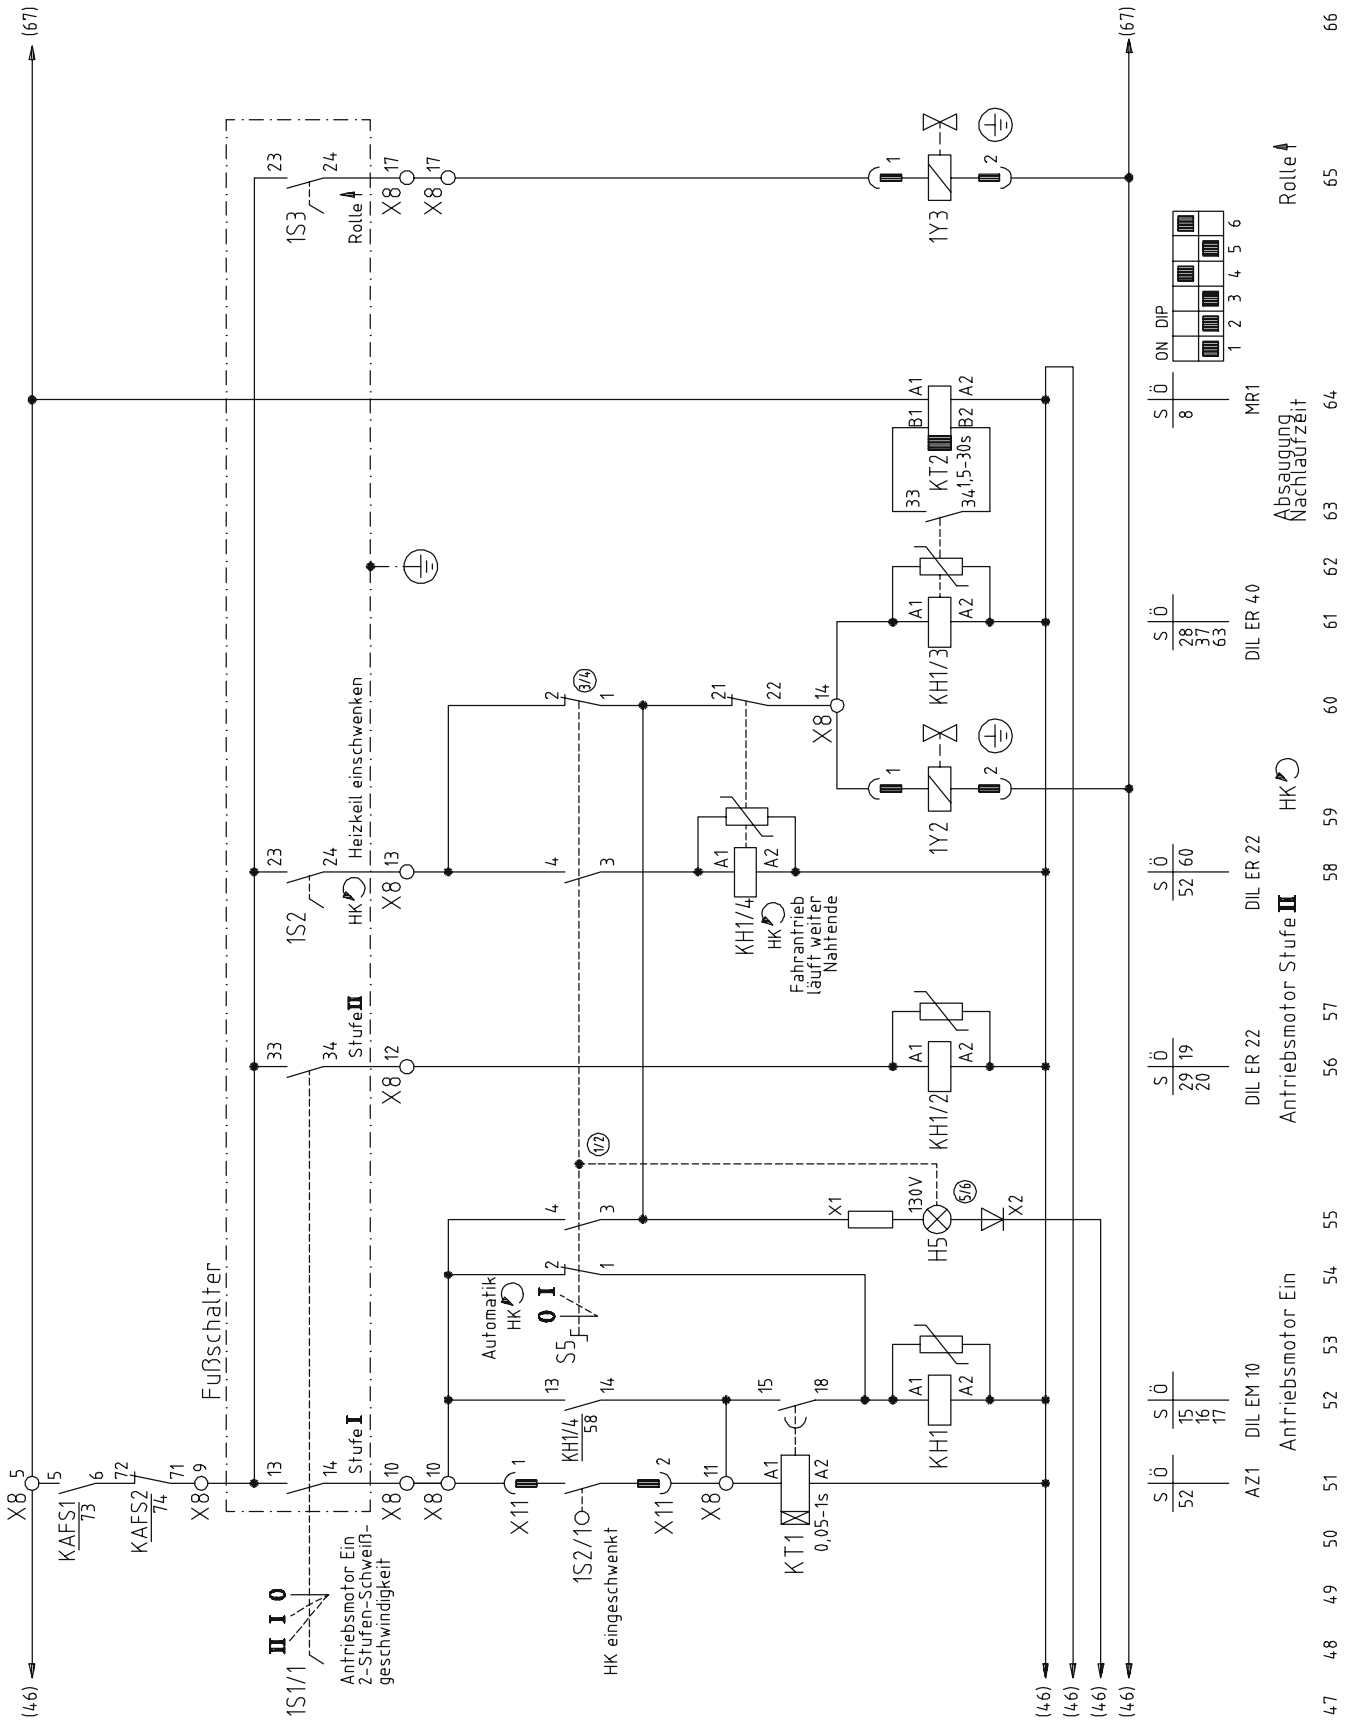 (46)
(67)
X8
5
KAFS1
73
5
6
KAFS2
74
72
71
X8
9
Fußschalter
1S1/1
II I 0
Antriebsmotor Ein
2-Stufen-Schweiß-
geschwindigkeit
13
14
Stufe I
33
34
Stufe II
1S2
23
24
HK
Heizkeil einschwenken
1S3
23
24
Rolle
X8
10
X8
10
X8
12
X8
13
X8
17
X8
17
X11
1
1S2/1
HK eingeschwenkt
X11
2
X8
11
KH1/4
58
13
14
Automatik
HK
0 I
S5
2
1
4
3
1/2
4
3
2
1
3/4
KT1
A1
A2
0,05-1s
15
18
KH1
A1
A2
X1
130V
H5
5/6
X2
KH1/2
A1
A2
KH1/4
A1
A2
HK
Fahrantrieb
läuft weiter
Nahtende
21
22
X8
14
1Y2
1
2
KH1/3
A1
A2
33
34
KT2
1,5-30s
B1
A1
B2
A2
1Y3
1
2
(46)
(46)
(46)
(46)
(67)
S Ö
52
AZ1
S Ö
15
16
17
DIL EM 10
S Ö
29 19
20
DIL ER 22
S Ö
52 60
DIL ER 22
S Ö
28
37
63
DIL ER 40
S Ö
8
MR1
ON DIP
1 2 3 4 5 6
Antriebsmotor Ein
Antriebsmotor Stufe II
HK
Absaugung
Nachlaufzeit
Rolle
47 48 49 50 51 52 53 54 55 56 57 58 59 60 61 62 63 64 65 66